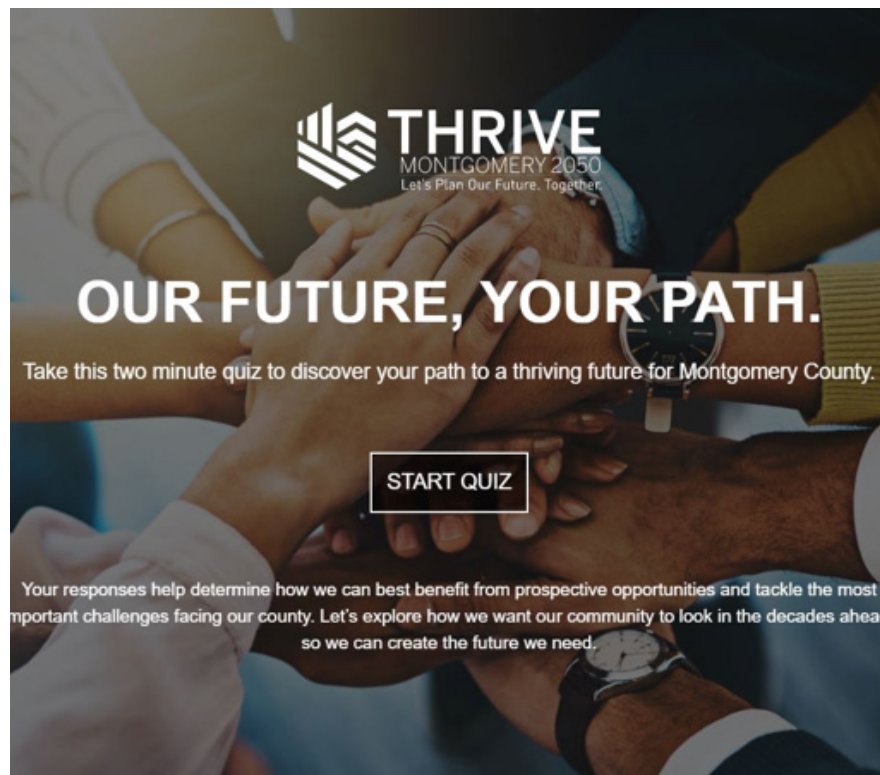 THRIVE
MONTGOMERY 2050
Let's Plan Our Future. Together.
OUR FUTURE, YOUR PATH.
Take this two minute quiz to discover your path to a thriving future for Montgomery County.
START QUIZ
Your responses help determine how we can best benefit from prospective opportunities and tackle the most
mportant challenges facing our county. Let's explore how we want our community to look in the decades ahea
so we can create the future we need.